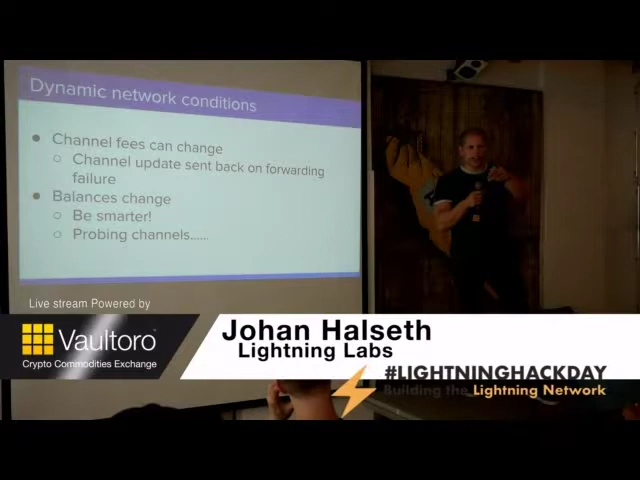 Dynamic network conditions
● Channel fees can change
○ Channel update sent back on forwarding
failure
● Balances change
○ Be smarter!
○ Probing channels......
Live stream Powered by
Vaultoro
Crypto Commodities Exchange
Johan Halseth
Lightning Labs
#LIGHTNINGHACKDAY
Building the Lightning Network